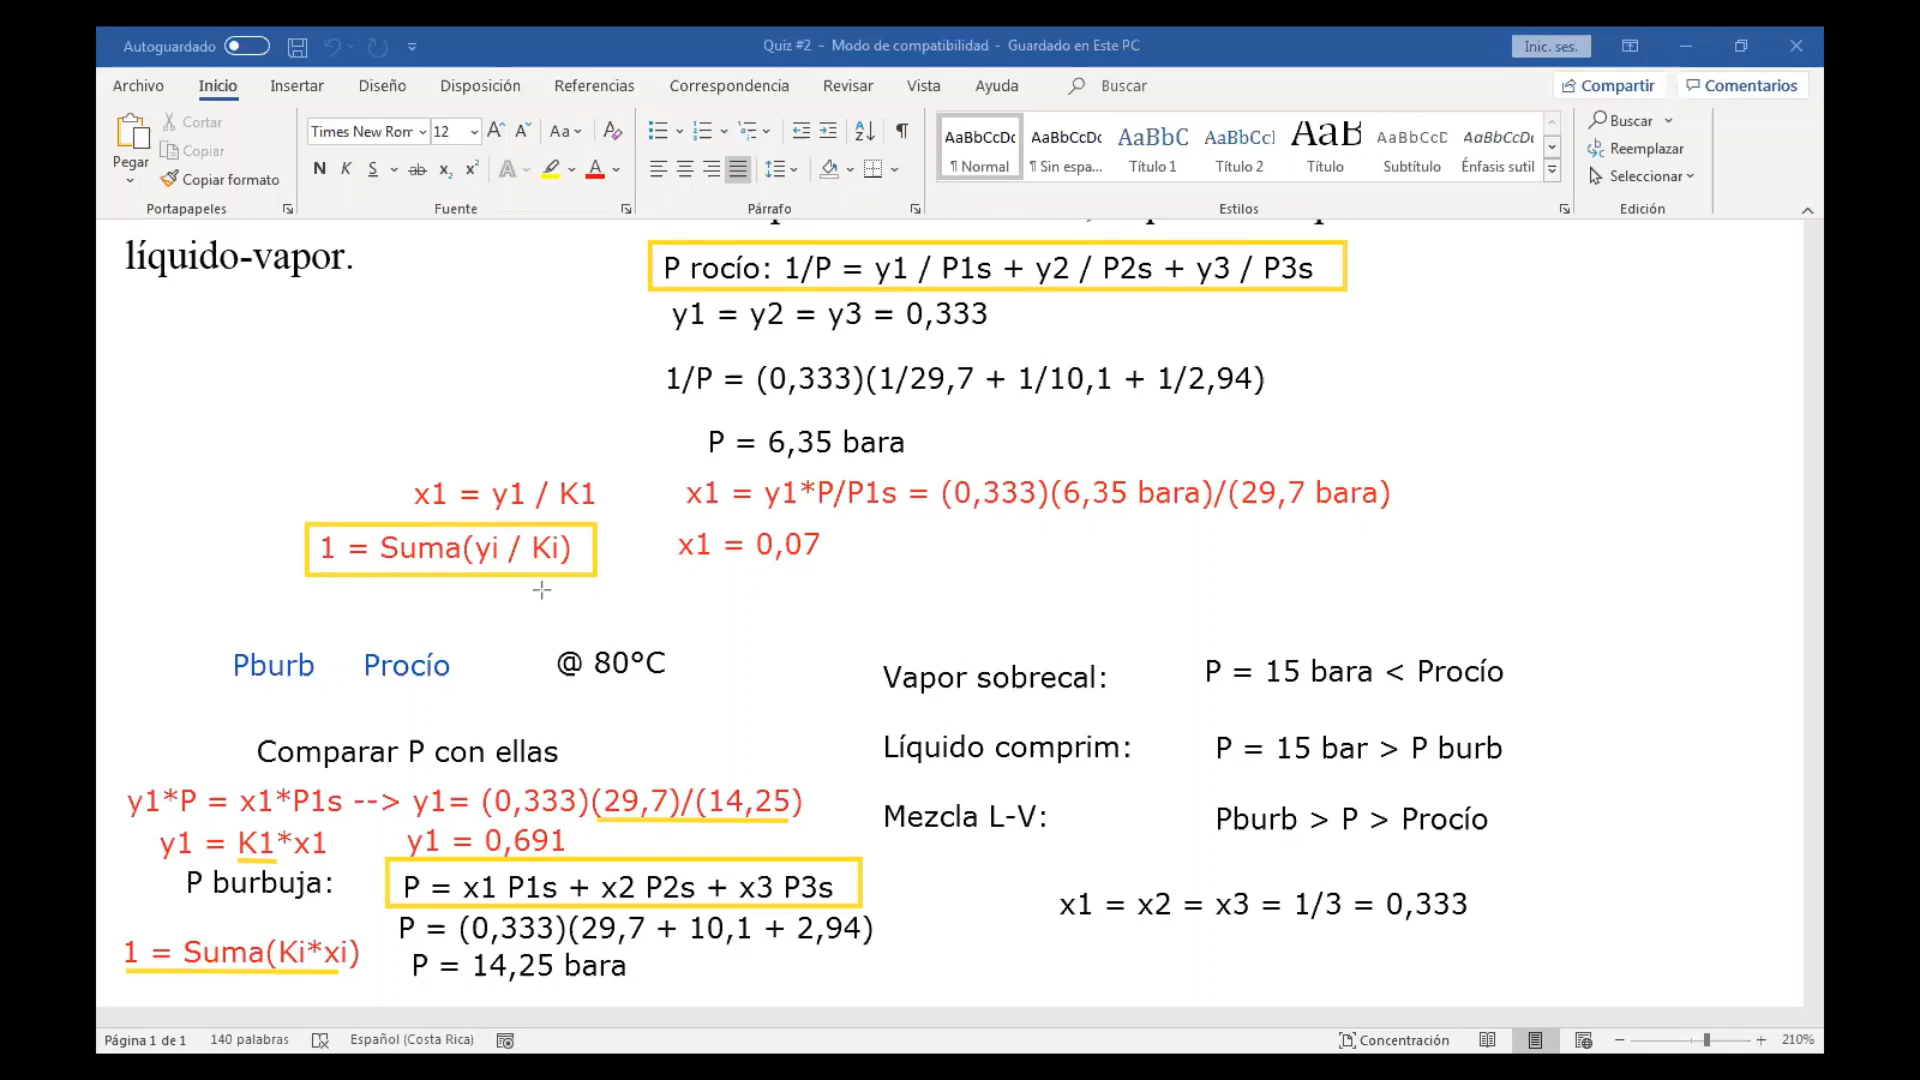 Autoguardado
Quiz #2 - Modo de compatibilidad - Guardado en Este PC
Inic. ses.
Archivo Inicio Insertar Diseño Disposición Referencias Correspondencia Revisar Vista Ayuda Buscar Compartir Comentarios
Pegar
Cortar
Copiar
Copiar formato
Portapapeles
Times New Rorr 12
Aa
N K S ab x₂ x²
A A
Fuente
Párrafo
AaBbCcDc AaBbCcDc AaBbC AaBbCcI AaB AaBbCcD AaBbCcDc
¶ Normal ¶ Sin espa... Título 1 Título 2 Título Subtítulo Énfasis sutil
Estilos
Buscar
Reemplazar
Seleccionar
Edición
líquido-vapor.
P rocío: 1/P = y1 / P1s + y2 / P2s + y3 / P3s
y1 = y2 = y3 = 0,333
1/P = (0,333)(1/29,7 + 1/10,1 + 1/2,94)
P = 6,35 bara
x1 = y1 / K1
x1 = y1*P/P1s = (0,333)(6,35 bara)/(29,7 bara)
1 = Suma(yi / Ki)
x1 = 0,07
Pburb Procío @ 80°C
Vapor sobrecal: P = 15 bara < Procío
Comparar P con ellas
Líquido comprim: P = 15 bar > P burb
y1*P = x1*P1s --> y1= (0,333)(29,7)/(14,25)
Mezcla L-V: Pburb > P > Procío
y1 = K1*x1
y1 = 0,691
P burbuja: P = x1 P1s + x2 P2s + x3 P3s
x1 = x2 = x3 = 1/3 = 0,333
P = (0,333)(29,7 + 10,1 + 2,94)
1 = Suma(Ki*xi)
P = 14,25 bara
Página 1 de 1 140 palabras Español (Costa Rica) Concentración 210%